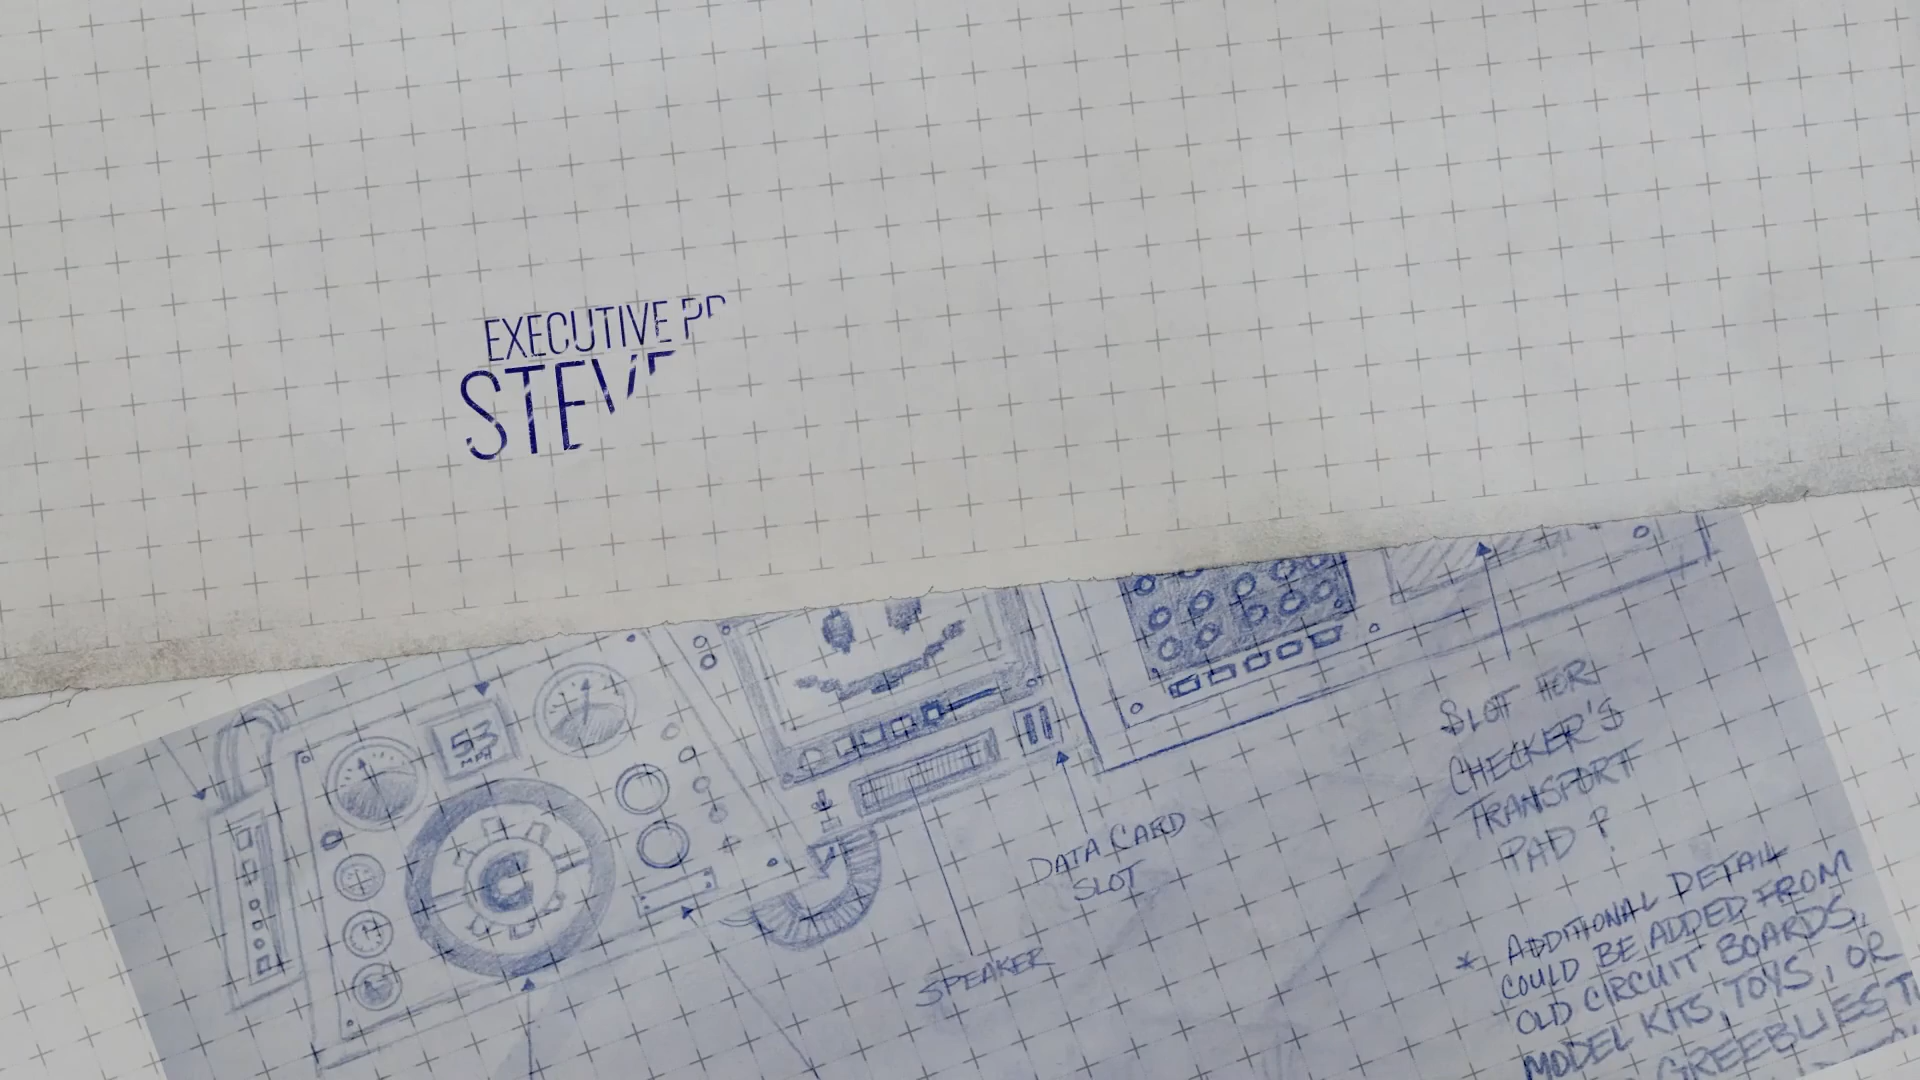 EXECUTIVE PR
STEVE
53
MPH
C
DATA CARD
SLOT
SPEAKER
SLOT FOR
CHECKER'S
TRANSPORT
PAD?
* ADDITIONAL DETAIL
COULD BE ADDED FROM
OLD CIRCUIT BOARDS,
MODEL KITS, TOYS, OR